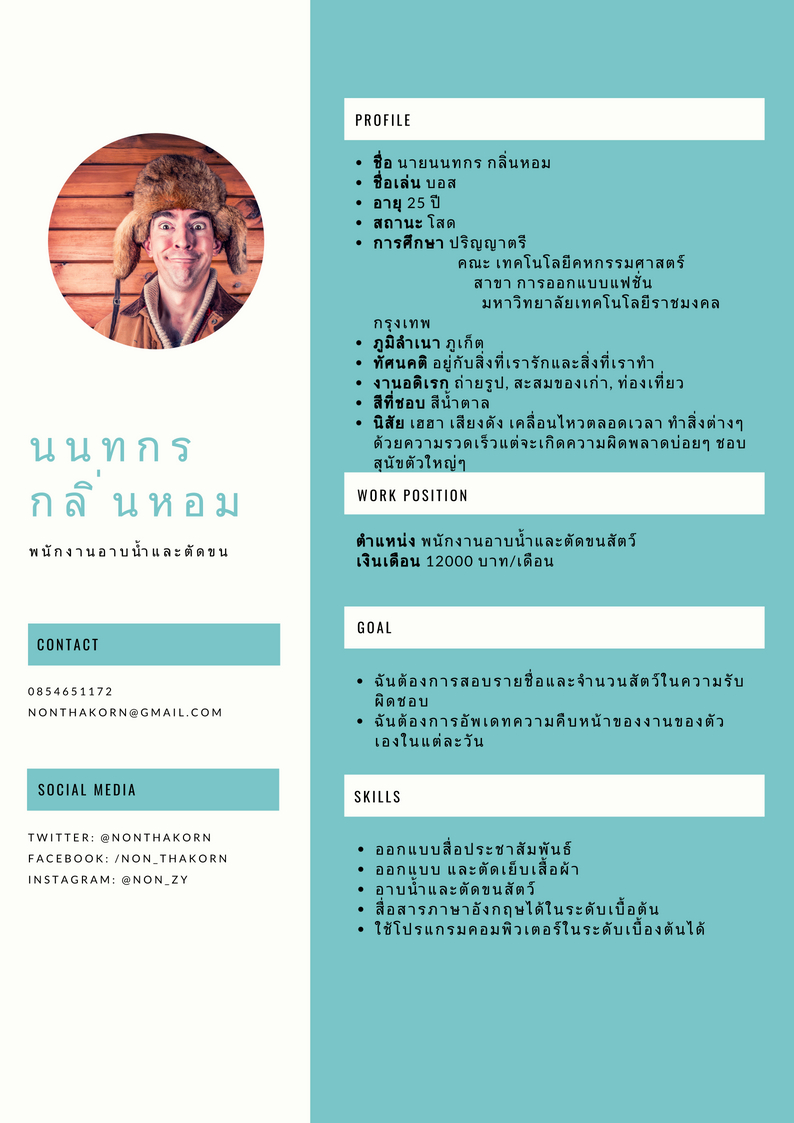 นนทกร
กลิ่นหอม
พนักงานอาบน้ำและตัดขน
CONTACT
0854651172
NONTHAKORN@GMAIL.COM
SOCIAL MEDIA
TWITTER: @NONTHAKORN
FACEBOOK: /NON_THAKORN
INSTAGRAM: @NON_ZY
PROFILE
• ชื่อ นายนนทกร กลิ่นหอม
• ชื่อเล่น บอส
• อายุ 25 ปี
• สถานะ โสด
• การศึกษา ปริญญาตรี
คณะ เทคโนโลยีคหกรรมศาสตร์
สาขา การออกแบบแฟชั่น
มหาวิทยาลัยเทคโนโลยีราชมงคล
กรุงเทพ
• ภูมิลำเนา ภูเก็ต
• ทัศนคติ อยู่กับสิ่งที่เรารักและสิ่งที่เราทำ
• งานอดิเรก ถ่ายรูป, สะสมของเก่า, ท่องเที่ยว
• สีที่ชอบ สีน้ำตาล
• นิสัย เฮฮา เสียงดัง เคลื่อนไหวตลอดเวลา ทำสิ่งต่างๆ
ด้วยความรวดเร็วแต่จะเกิดความผิดพลาดบ่อยๆ ชอบ
สุนัขตัวใหญ่ๆ
WORK POSITION
ตำแหน่ง พนักงานอาบน้ำและตัดขนสัตว์
เงินเดือน 12000 บาท/เดือน
GOAL
• ฉันต้องการสอบรายชื่อและจำนวนสัตว์ในความรับ
ผิดชอบ
• ฉันต้องการอัพเดทความคืบหน้าของงานของตัว
เองในแต่ละวัน
SKILLS
• ออกแบบสื่อประชาสัมพันธ์
• ออกแบบ และตัดเย็บเสื้อผ้า
• อาบน้ำและตัดขนสัตว์
• สื่อสารภาษาอังกฤษได้ในระดับเบื้อต้น
• ใช้โปรแกรมคอมพิวเตอร์ในระดับเบื้องต้นได้